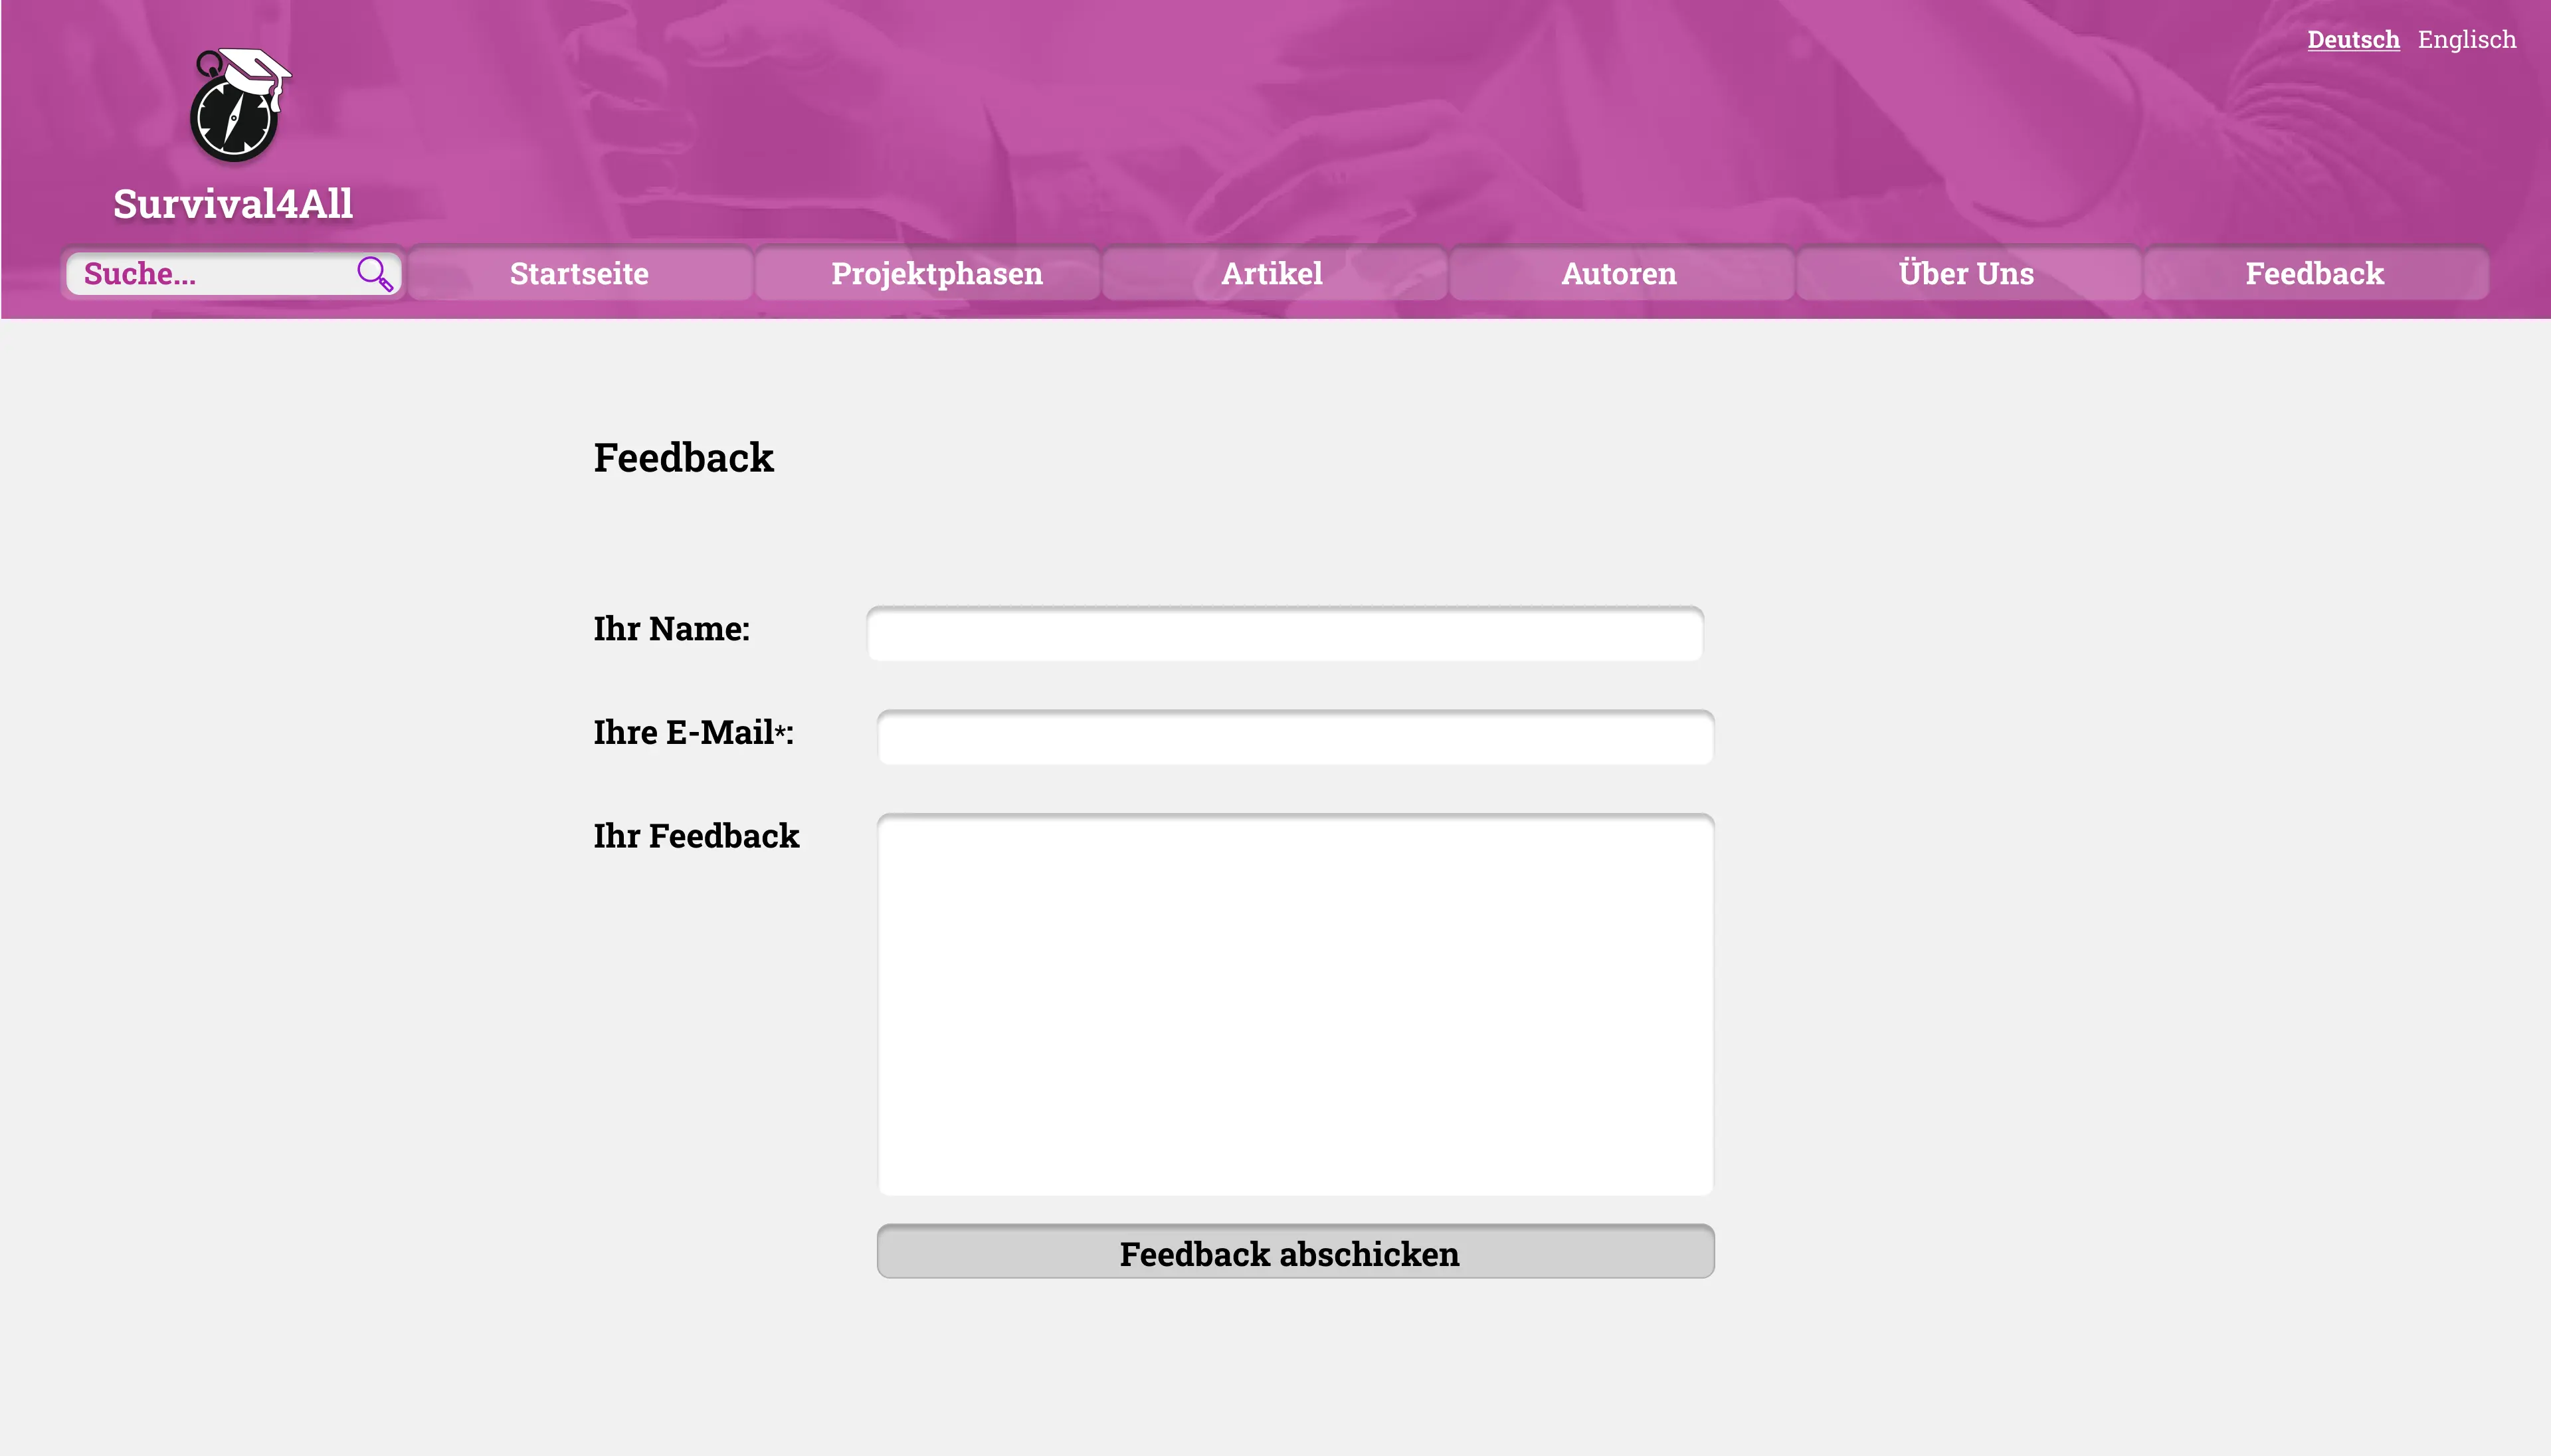 Deutsch Englisch
Survival4All
Suche... Startseite Projektphasen Artikel Autoren Über Uns Feedback
Feedback
Ihr Name:
Ihre E-Mail*:
Ihr Feedback
Feedback abschicken